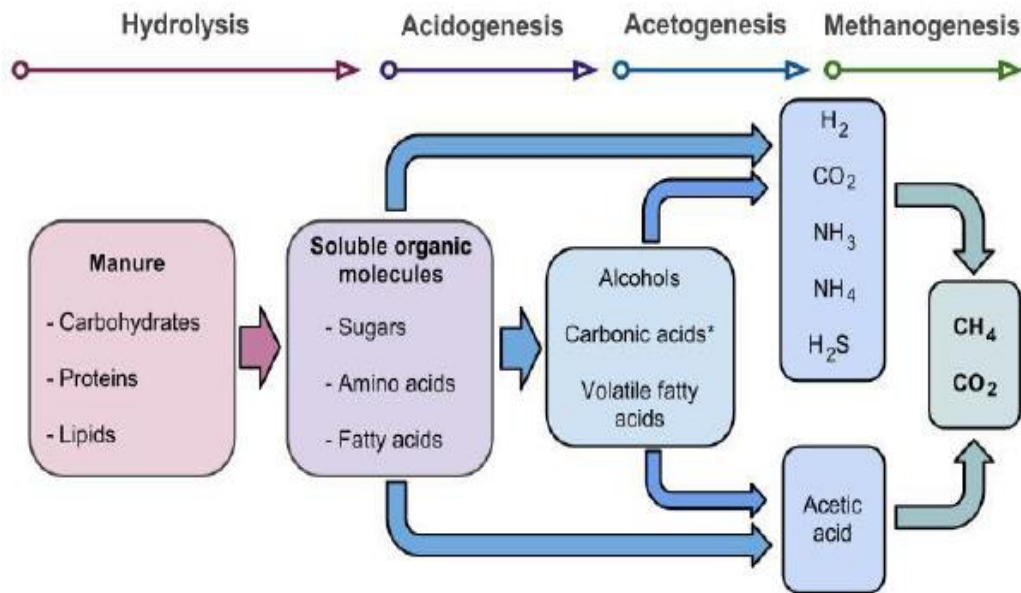 Hydrolysis
Acidogenesis
Acetogenesis
Methanogenesis
Manure
- Carbohydrates
- Proteins
- Lipids
Soluble organic
molecules
- Sugars
- Amino acids
- Fatty acids
Alcohols
Carbonic acids*
Volatile fatty
acids
H₂
CO₂
NH₃
NH₄
H₂S
Acetic
acid
CH₄
CO₂